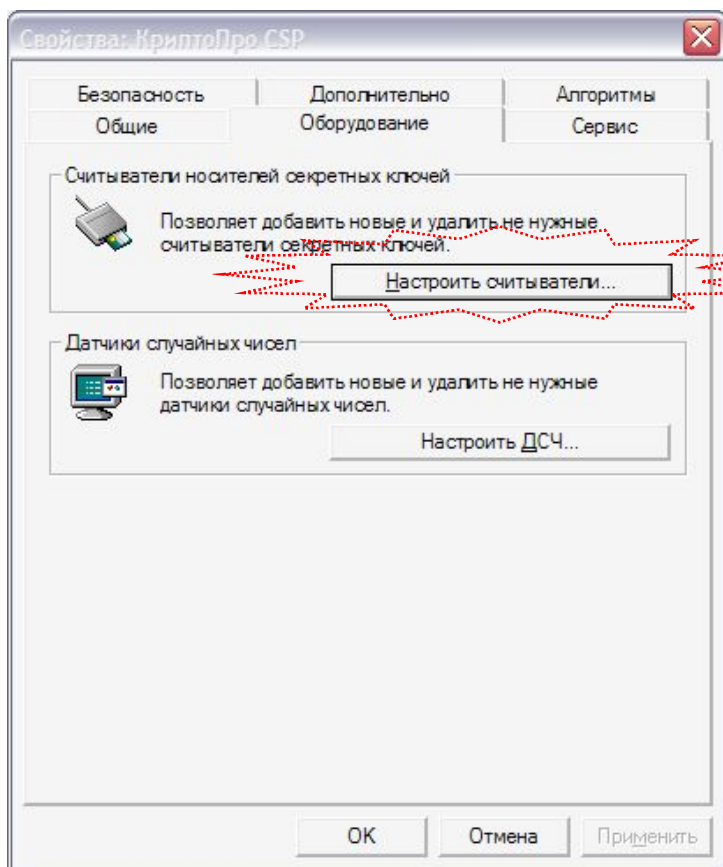 Свойства: КриптоПро CSP
Безопасность Дополнительно Алгоритмы
Общие Оборудование Сервис
Считыватели носителей секретных ключей
Позволяет добавить новые и удалить не нужные
считыватели секретных ключей.
Настроить считыватели...
Датчики случайных чисел
Позволяет добавить новые и удалить не нужные
датчики случайных чисел.
Настроить ДСЧ...
OK Отмена Применить